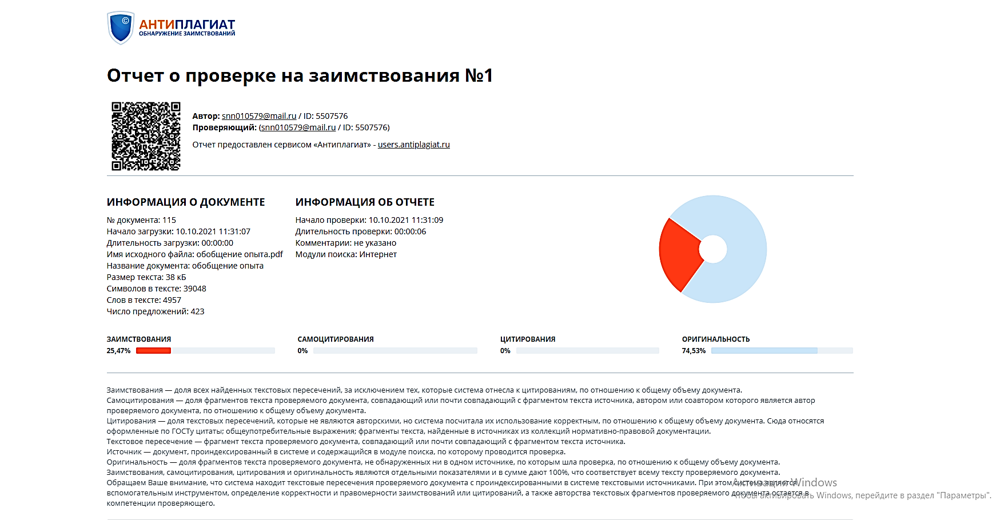 ©
АНТИПЛАГИАТ
ОБНАРУЖЕНИЕ ЗАИМСТВОВАНИЙ
Отчет о проверке на заимствования №1
Автор: snn010579@mail.ru / ID: 5507576
Проверяющий: (snn010579@mail.ru / ID: 5507576)
Отчет предоставлен сервисом «Антиплагиат» - users.antiplagiat.ru
ИНФОРМАЦИЯ О ДОКУМЕНТЕ
№ документа: 115
Начало загрузки: 10.10.2021 11:31:07
Длительность загрузки: 00:00:00
Имя исходного файла: обобщение опыта.pdf
Название документа: обобщение опыта
Размер текста: 38 кБ
Символов в тексте: 39048
Слов в тексте: 4957
Число предложений: 423
ИНФОРМАЦИЯ ОБ ОТЧЕТЕ
Начало проверки: 10.10.2021 11:31:09
Длительность проверки: 00:00:06
Комментарии: не указано
Модули поиска: Интернет
ЗАИМСТВОВАНИЯ
25,47%
САМОЦИТИРОВАНИЯ
0%
ЦИТИРОВАНИЯ
0%
ОРИГИНАЛЬНОСТЬ
74,53%
Заимствования — доля всех найденных текстовых пересечений, за исключением тех, которые система отнесла к цитированиям, по отношению к общему объему документа.
Самоцитирования — доля фрагментов текста проверяемого документа, совпадающий или почти совпадающий с фрагментом текста источника, автором или соавтором которого является автор
проверяемого документа, по отношению к общему объему документа.
Цитирования — доля текстовых пересечений, которые не являются авторскими, но система посчитала их использование корректным, по отношению к общему объему документа. Сюда относятся
оформленные по ГОСТу цитаты; общеупотребительные выражения; фрагменты текста, найденные в источниках из коллекций нормативно-правовой документации.
Текстовое пересечение — фрагмент текста проверяемого документа, совпадающий или почти совпадающий с фрагментом текста источника.
Источник — документ, проиндексированный в системе и содержащийся в модуле поиска, по которому проводится проверка.
Оригинальность — доля фрагментов текста проверяемого документа, не обнаруженных ни в одном источнике, по которым шла проверка, по отношению к общему объему документа.
Заимствования, самоцитирования, цитирования и оригинальность являются отдельными показателями и в сумме дают 100%, что соответствует всему тексту проверяемого документа.
Обращаем Ваше внимание, что система находит текстовые пересечения проверяемого документа с проиндексированными в системе текстовыми источниками. При этом система является
вспомогательным инструментом, определение корректности и правомерности заимствований или цитирований, а также авторства текстовых фрагментов проверяемого документа остается в
компетенции проверяющего.
Активация Windows
Чтобы активировать Windows, перейдите в раздел "Параметры".